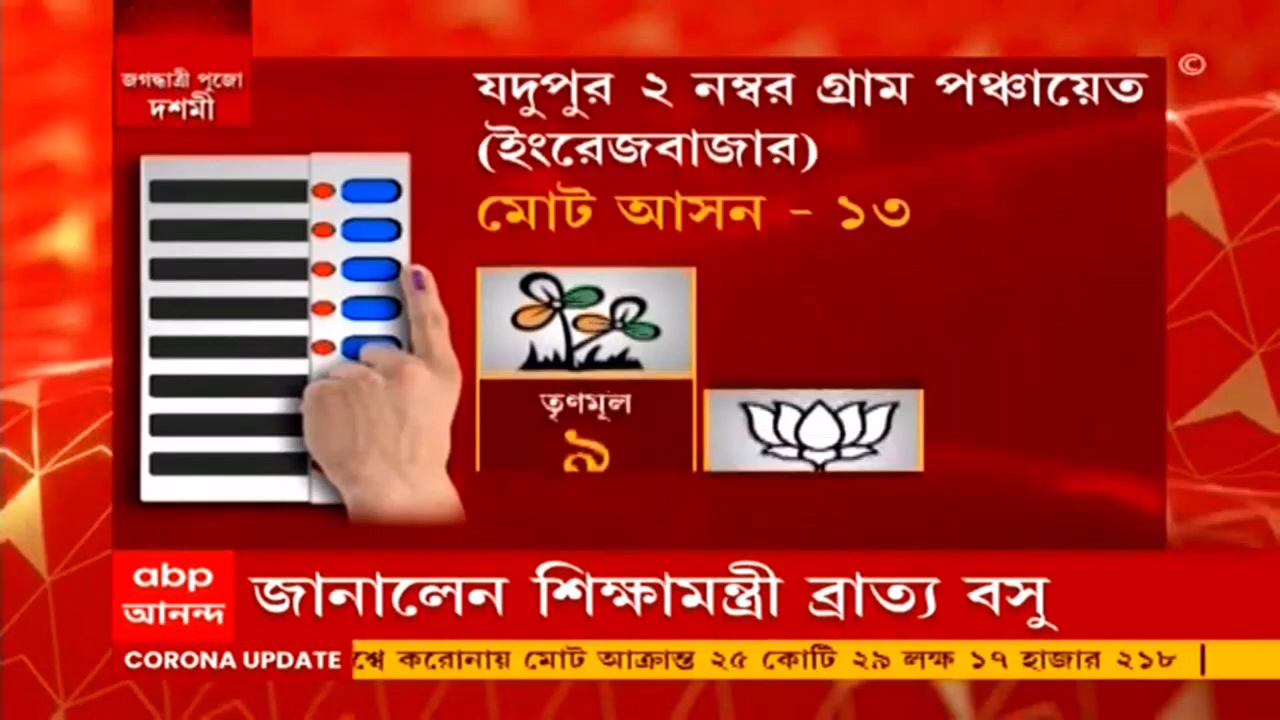 জগদ্ধাত্রী পুজো
দশমী
©
যদুপুর ২ নম্বর গ্রাম পঞ্চায়েত
(ইংরেজবাজার)
মোট আসন - ১৩
তৃণমূল
৯
abp
আনন্দ
জানালেন শিক্ষামন্ত্রী ব্রাত্য বসু
CORONA UPDATE
শ্বে করোনায় মোট আক্রান্ত ২৫ কোটি ২৯ লক্ষ ১৭ হাজার ২১৮ |